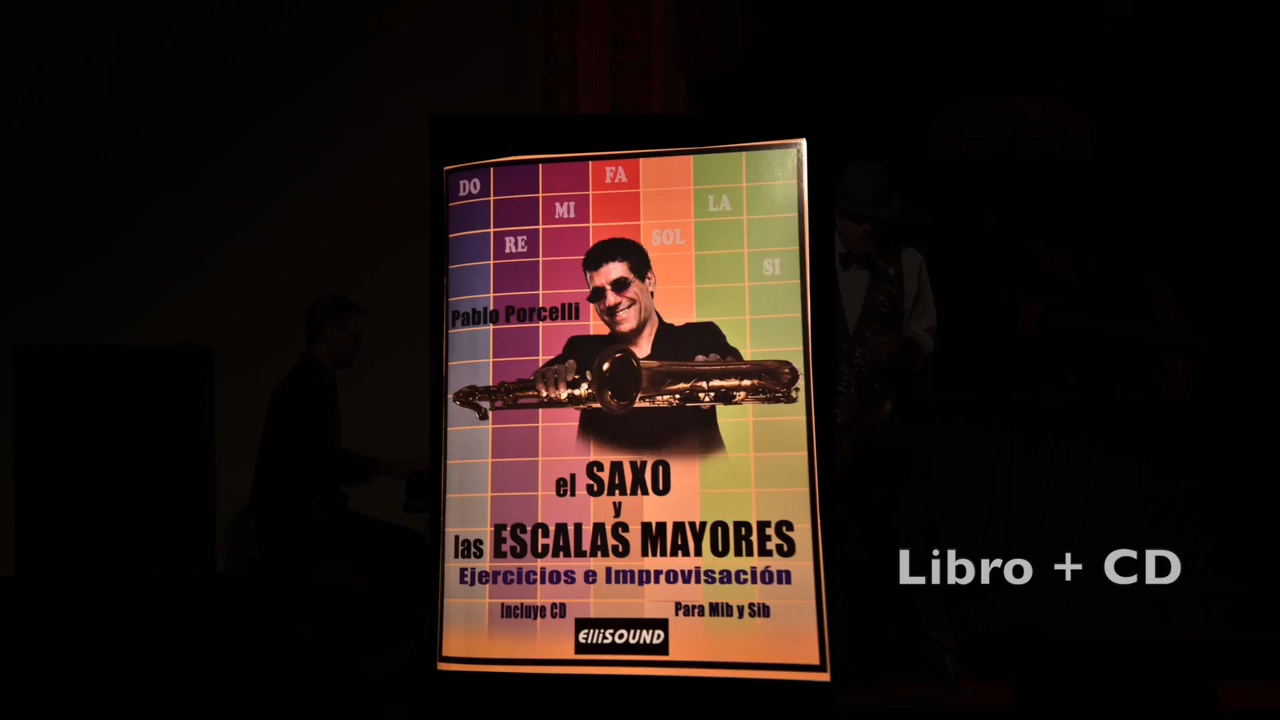 DO
RE
MI
FA
SOL
LA
SI
Pablo Porcelli
el SAXO
y
las ESCALAS MAYORES
Ejercicios e Improvisación
Incluye CD
Para Mib y Sib
ElliSOUND
Libro + CD